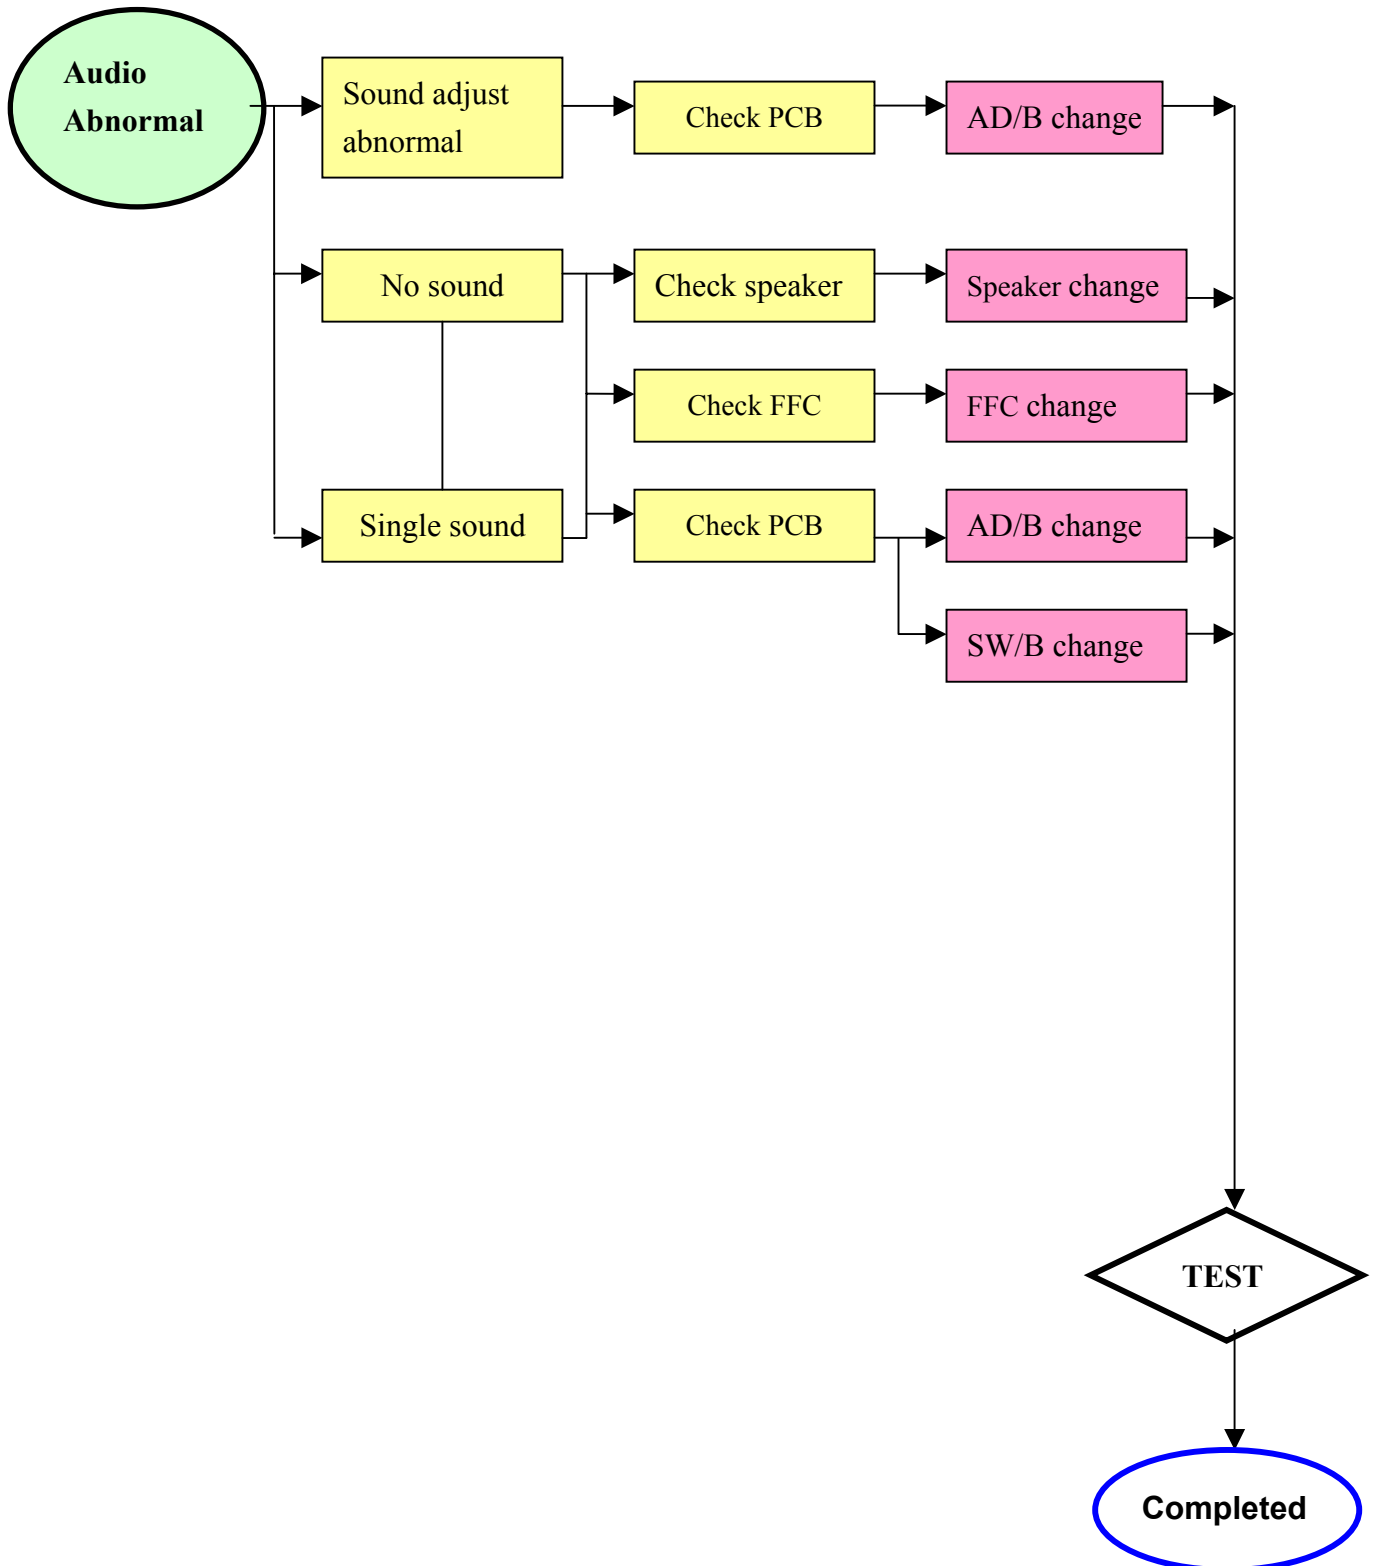 Audio
Abnormal
Sound adjust
abnormal
Check PCB
AD/B change
No sound
Check speaker
Speaker change
Check FFC
FFC change
Single sound
Check PCB
AD/B change
SW/B change
TEST
Completed